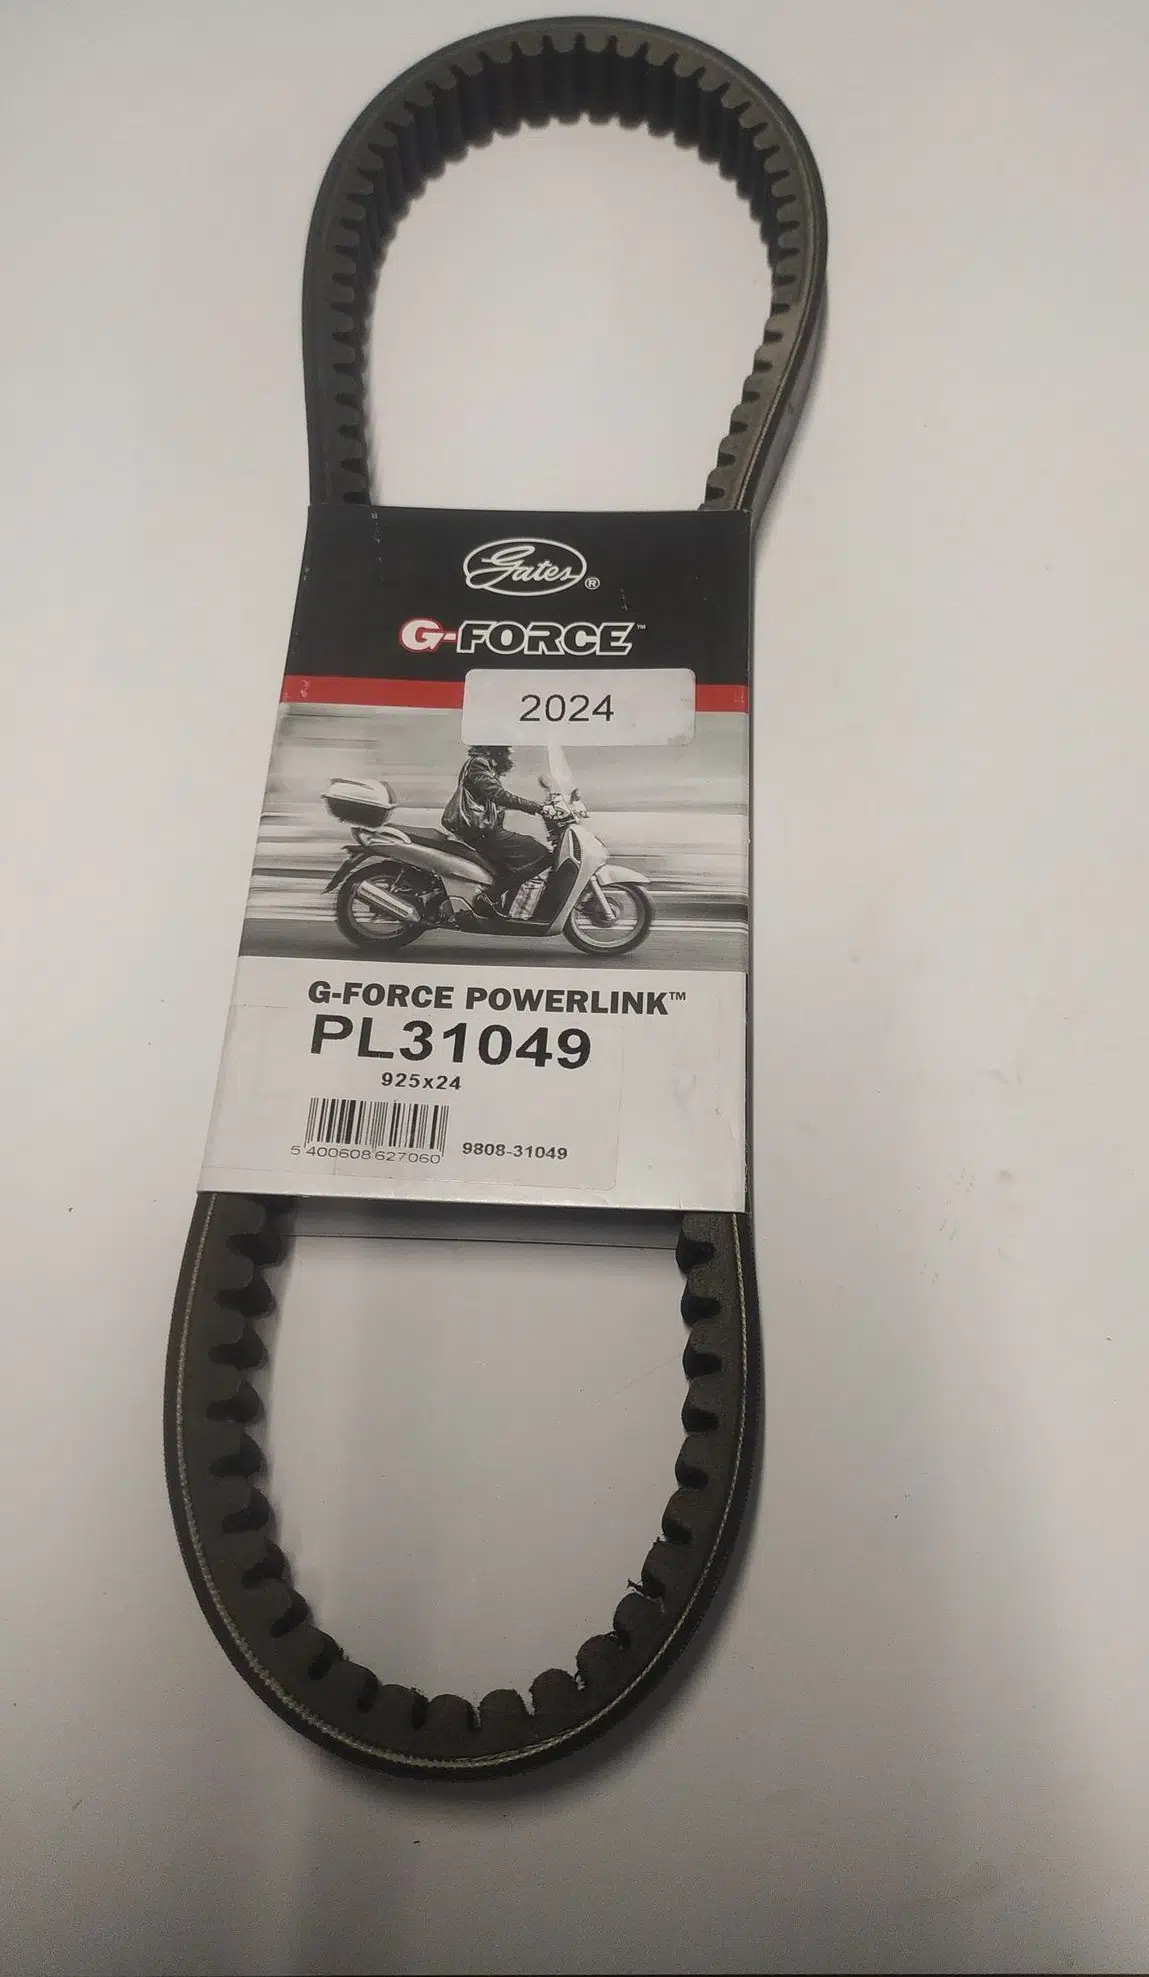 Gates®
G-FORCE™
2024
G-FORCE POWERLINK™
PL31049
925x24
5 400608 627060
9808-31049